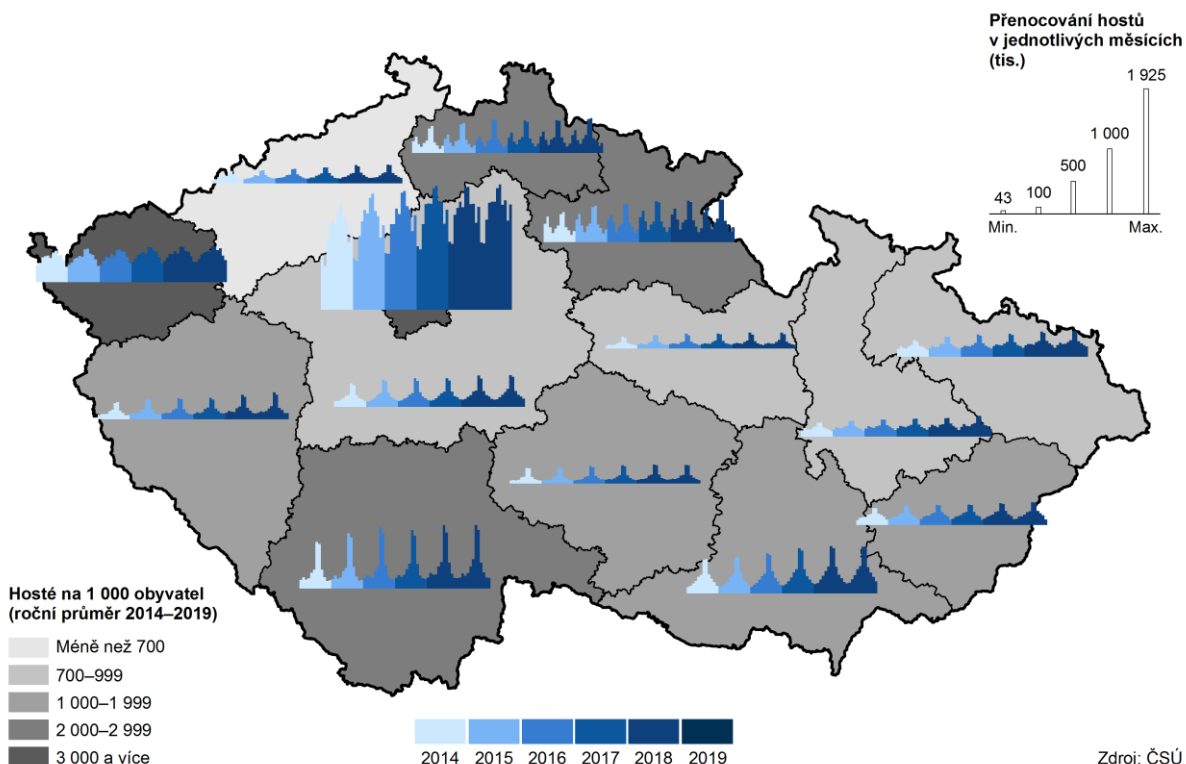 Přenocování hostů
v jednotlivých měsících
(tis.)
1 925
1 000
500
100
43
Min.
Max.
Hosté na 1 000 obyvatel
(roční průměr 2014–2019)
Méně než 700
700–999
1 000–1 999
2 000–2 999
3 000 a více
2014 2015 2016 2017 2018 2019
Zdroj: ČSÚ